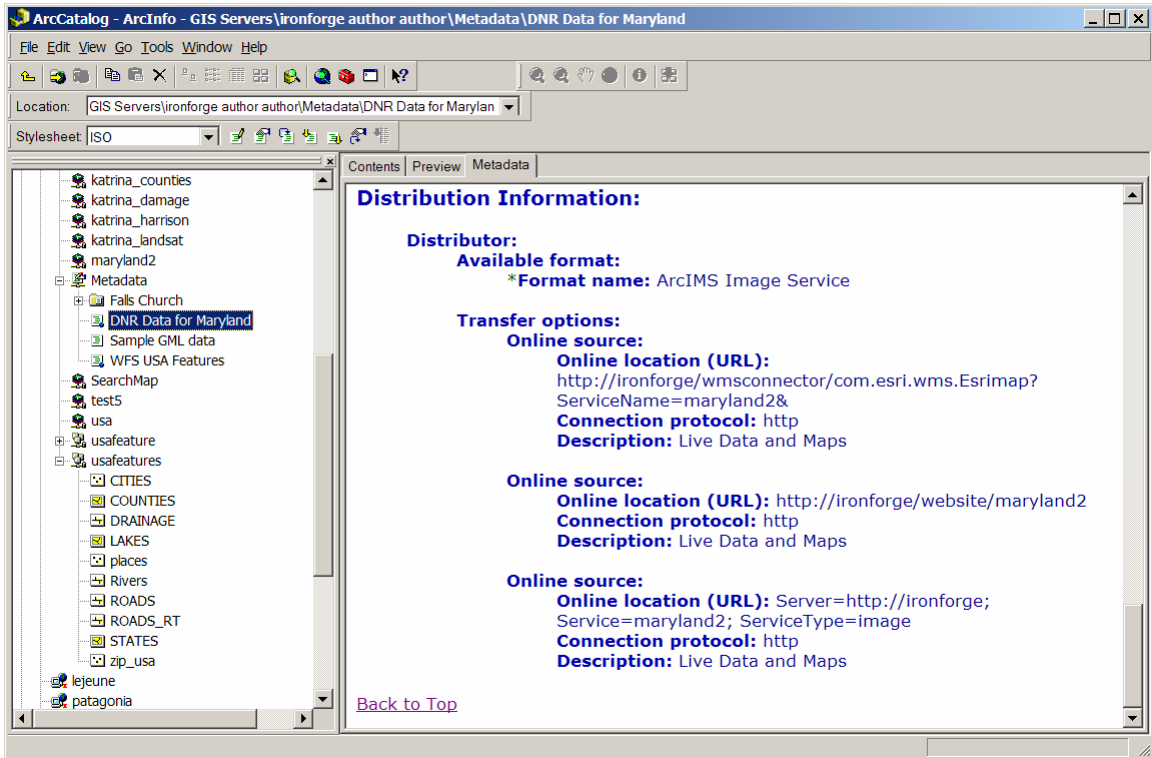 ArcCatalog - ArcInfo - GIS Servers\ironforge author author\Metadata\DNR Data for Maryland
File Edit View Go Tools Window Help
Location: GIS Servers\ironforge author author\Metadata\DNR Data for Marylan
Stylesheet: ISO
katrina_counties
katrina_damage
katrina_harrison
katrina_landsat
maryland2
Metadata
Falls Church
DNR Data for Maryland
Sample GML data
WFS USA Features
SearchMap
test5
usa
usafeature
usafeatures
CITIES
COUNTIES
DRAINAGE
LAKES
places
Rivers
ROADS
ROADS_RT
STATES
zip_usa
lejeune
patagonia
Contents Preview Metadata
Distribution Information:
Distributor:
Available format:
*Format name: ArcIMS Image Service
Transfer options:
Online source:
Online location (URL):
http://ironforge/wmsconnector/com.esri.wms.Esrimap?
ServiceName=maryland2&
Connection protocol: http
Description: Live Data and Maps
Online source:
Online location (URL): http://ironforge/website/maryland2
Connection protocol: http
Description: Live Data and Maps
Online source:
Online location (URL): Server=http://ironforge;
Service=maryland2; ServiceType=image
Connection protocol: http
Description: Live Data and Maps
Back to Top